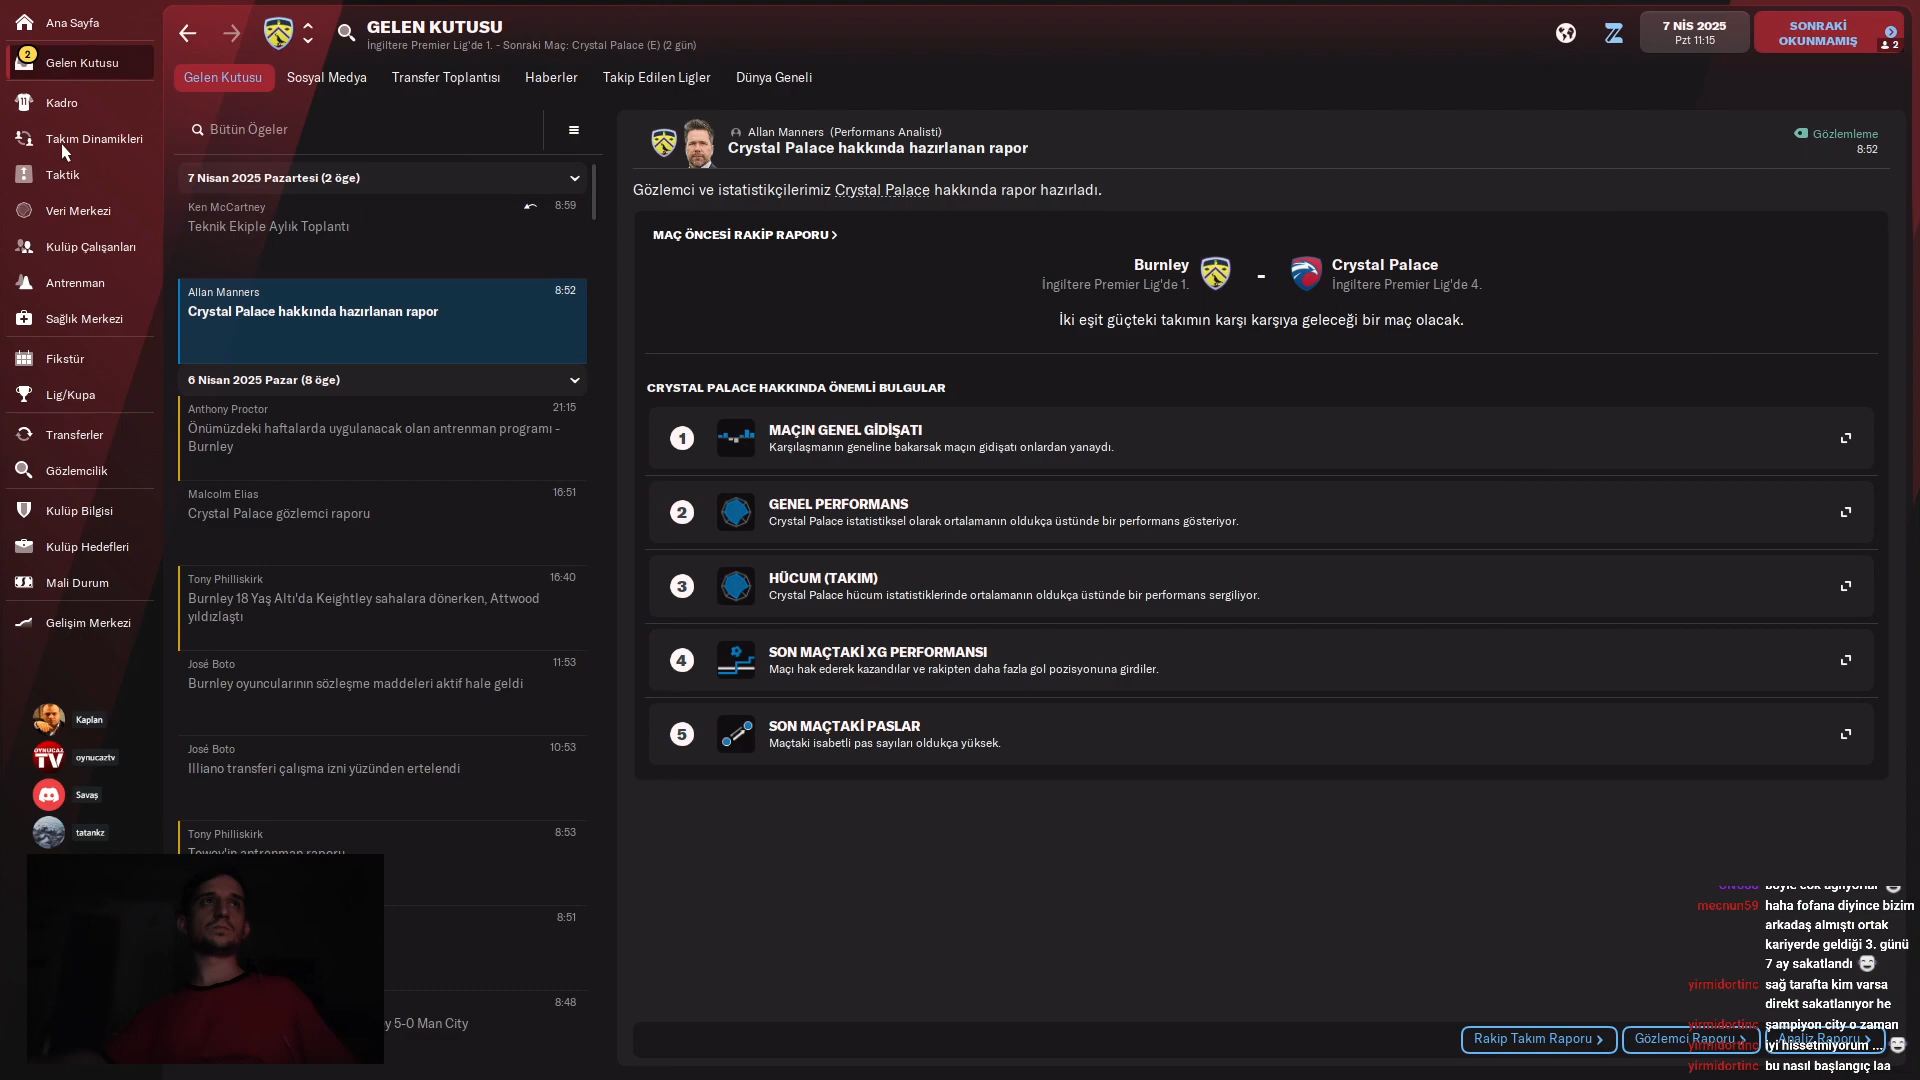 Ana Sayfa
2
Gelen Kutusu
Kadro
Takım Dinamikleri
Taktik
Veri Merkezi
Kulüp Çalışanları
Antrenman
Sağlık Merkezi
Fikstür
Lig/Kupa
Transferler
Gözlemcilik
Kulüp Bilgisi
Kulüp Hedefleri
Mali Durum
Gelişim Merkezi
Kaplan
OYNUCAZ TV
oynucaztv
Savaş
tatankz
GELEN KUTUSU
İngiltere Premier Lig'de 1. - Sonraki Maç: Crystal Palace (E) (2 gün)
7 NİS 2025
Pzt 11:15
SONRAKİ
OKUNMAMIŞ
2
Gelen Kutusu
Sosyal Medya
Transfer Toplantısı
Haberler
Takip Edilen Ligler
Dünya Geneli
Bütün Ögeler
7 Nisan 2025 Pazartesi (2 öge)
Ken McCartney
8:59
Teknik Ekiple Aylık Toplantı
Allan Manners
8:52
Crystal Palace hakkında hazırlanan rapor
6 Nisan 2025 Pazar (8 öge)
Anthony Proctor
21:15
Önümüzdeki haftalarda uygulanacak olan antrenman programı -
Burnley
Malcolm Elias
16:51
Crystal Palace gözlemci raporu
Tony Philliskirk
16:40
Burnley 18 Yaş Altı'da Keightley sahalara dönerken, Attwood
yıldızlaştı
José Boto
11:53
Burnley oyuncularının sözleşme maddeleri aktif hale geldi
José Boto
10:53
Illiano transferi çalışma izni yüzünden ertelendi
Tony Philliskirk
8:53
8:51
8:48
y 5-0 Man City
Allan Manners (Performans Analisti)
Crystal Palace hakkında hazırlanan rapor
Gözlemleme
8:52
Gözlemci ve istatistikçilerimiz Crystal Palace hakkında rapor hazırladı.
MAÇ ÖNCESİ RAKİP RAPORU
Burnley
İngiltere Premier Lig'de 1.
-
Crystal Palace
İngiltere Premier Lig'de 4.
İki eşit güçteki takımın karşı karşıya geleceği bir maç olacak.
CRYSTAL PALACE HAKKINDA ÖNEMLİ BULGULAR
1
MAÇIN GENEL GİDİŞATI
Karşılaşmanın geneline bakarsak maçın gidişatı onlardan yanaydı.
2
GENEL PERFORMANS
Crystal Palace istatistiksel olarak ortalamanın oldukça üstünde bir performans gösteriyor.
3
HÜCUM (TAKIM)
Crystal Palace hücum istatistiklerinde ortalamanın oldukça üstünde bir performans sergiliyor.
4
SON MAÇTAKİ XG PERFORMANSI
Maçı hak ederek kazandılar ve rakipten daha fazla gol pozisyonuna girdiler.
5
SON MAÇTAKİ PASLAR
Maçtaki isabetli pas sayıları oldukça yüksek.
Rakip Takım Raporu
Gözlemci Raporu
Analiz Raporu
mecnun59 haha fofana diyince bizim
arkadaş almıştı ortak
kariyerde geldiği 3. günü
7 ay sakatlandı
yirmidortinc sağ tarafta kim varsa
direkt sakatlanıyor he
yirmidortinc şampiyon city o zaman
yirmidortinc iyi hissetmiyorum ...
yirmidortinc bu nasıl başlangıç laa